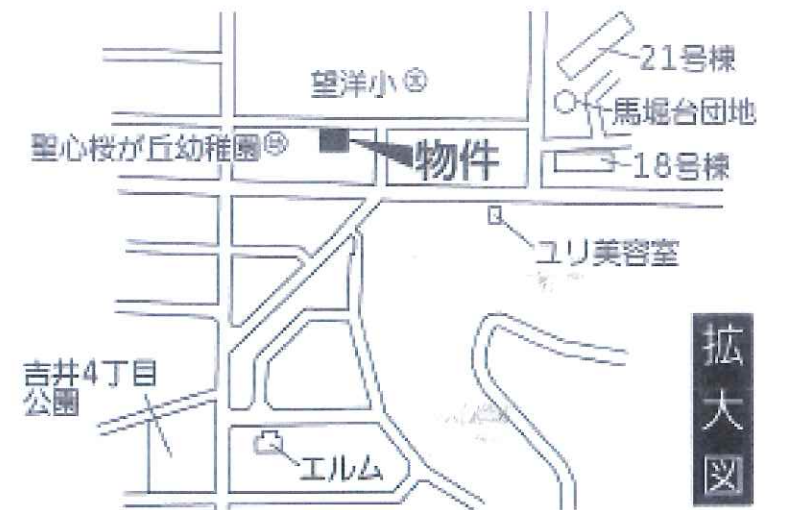 21号棟
望洋小㊛
馬堀台団地
聖心桜が丘幼稚園
物件
18号棟
ユリ美容室
拡大図
吉井4丁目
公園
エルム